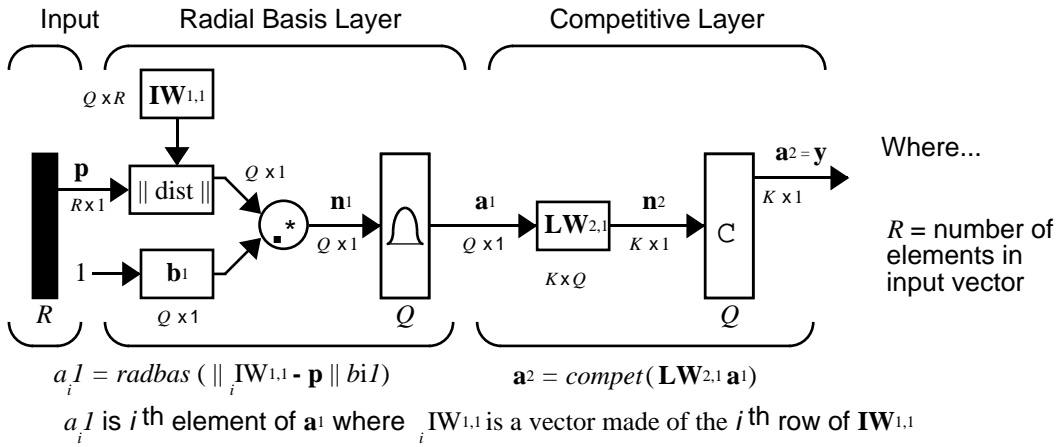 Input Radial Basis Layer Competitive Layer
Q x R IW1,1
p R x 1 || dist || Q x 1
.* n1 Q x 1
a1 Q x 1 LW2,1 n2 K x 1 K x Q
C a2 = y K x 1
1 b1 Q x 1
R Q Q
Where...
R = number of
elements in
input vector
ai1 = radbas ( || iIW1,1 - p || bi1) a2 = compet( LW2,1 a1)
ai1 is i th element of a1 where iIW1,1 is a vector made of the i th row of IW1,1